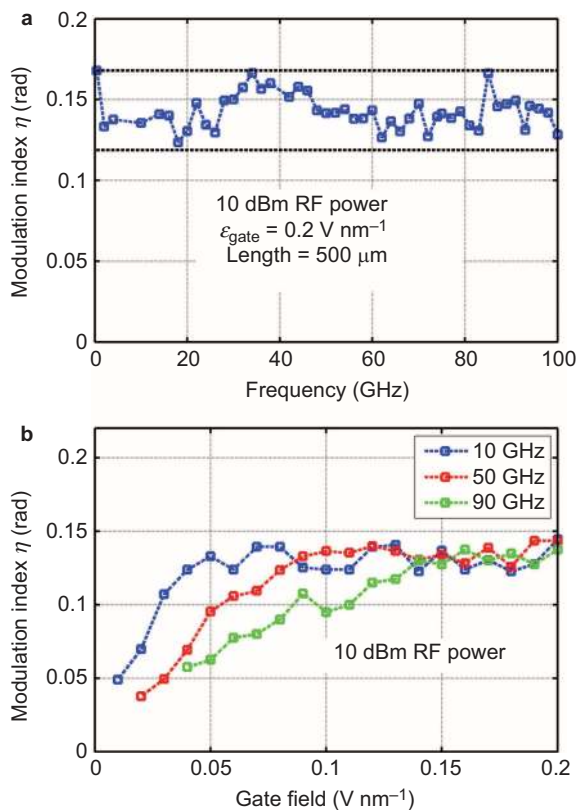 a
0.2
0.15
0.1
0.05
0
Modulation index η (rad)
10 dBm RF power
εgate = 0.2 V nm⁻¹
Length = 500 μm
0 20 40 60 80 100
Frequency (GHz)
b
0.2
0.15
0.1
0.05
0
Modulation index η (rad)
10 GHz
50 GHz
90 GHz
10 dBm RF power
0 0.05 0.1 0.15 0.2
Gate field (V nm⁻¹)